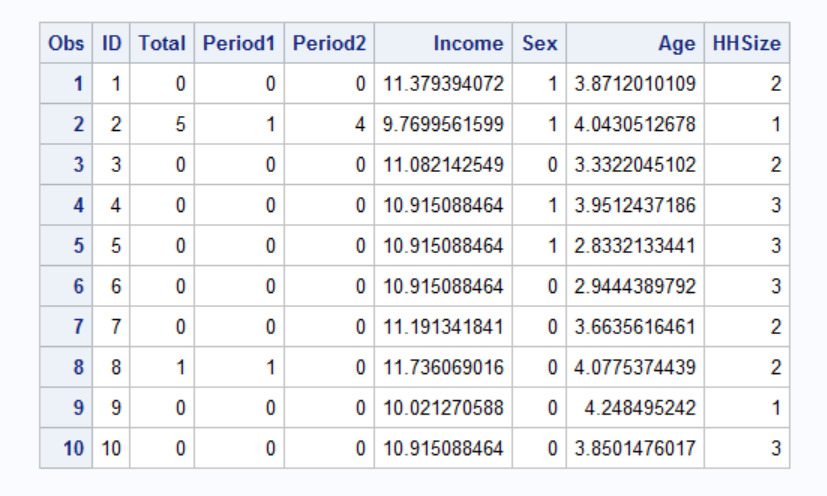 Obs ID Total Period1 Period2 Income Sex Age HHSize
1 1 0 0 0 11.379394072 1 3.8712010109 2
2 2 5 1 4 9.7699561599 1 4.0430512678 1
3 3 0 0 0 11.082142549 0 3.3322045102 2
4 4 0 0 0 10.915088464 1 3.9512437186 3
5 5 0 0 0 10.915088464 1 2.8332133441 3
6 6 0 0 0 10.915088464 0 2.9444389792 3
7 7 0 0 0 11.191341841 0 3.6635616461 2
8 8 1 1 0 11.736069016 0 4.0775374439 2
9 9 0 0 0 10.021270588 0 4.248495242 1
10 10 0 0 0 10.915088464 0 3.8501476017 3